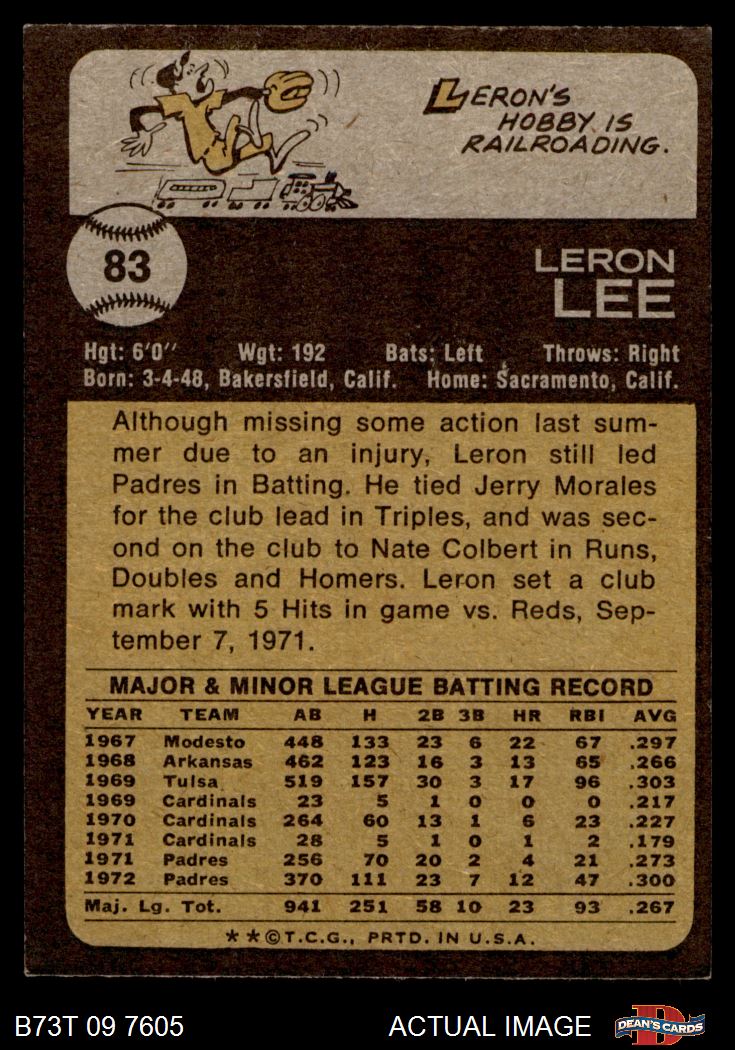 LERON'S
HOBBY IS
RAILROADING.
83
LERON
LEE
Hgt: 6'0" Wgt: 192 Bats: Left Throws: Right
Born: 3-4-48, Bakersfield, Calif. Home: Sacramento, Calif.
Although missing some action last sum-
mer due to an injury, Leron still led
Padres in Batting. He tied Jerry Morales
for the club lead in Triples, and was sec-
ond on the club to Nate Colbert in Runs,
Doubles and Homers. Leron set a club
mark with 5 Hits in game vs. Reds, Sep-
tember 7, 1971.
MAJOR & MINOR LEAGUE BATTING RECORD
YEAR TEAM AB H 2B 3B HR RBI AVG
1967 Modesto 448 133 23 6 22 67 .297
1968 Arkansas 462 123 16 3 13 65 .266
1969 Tulsa 519 157 30 3 17 96 .303
1969 Cardinals 23 5 1 0 0 0 .217
1970 Cardinals 264 60 13 1 6 23 .227
1971 Cardinals 28 5 1 0 1 2 .179
1971 Padres 256 70 20 2 4 21 .273
1972 Padres 370 111 23 7 12 47 .300
Maj. Lg. Tot. 941 251 58 10 23 93 .267
**©T.C.G., PRTD. IN U.S.A.
B73T 09 7605 ACTUAL IMAGE D DEAN'S CARDS